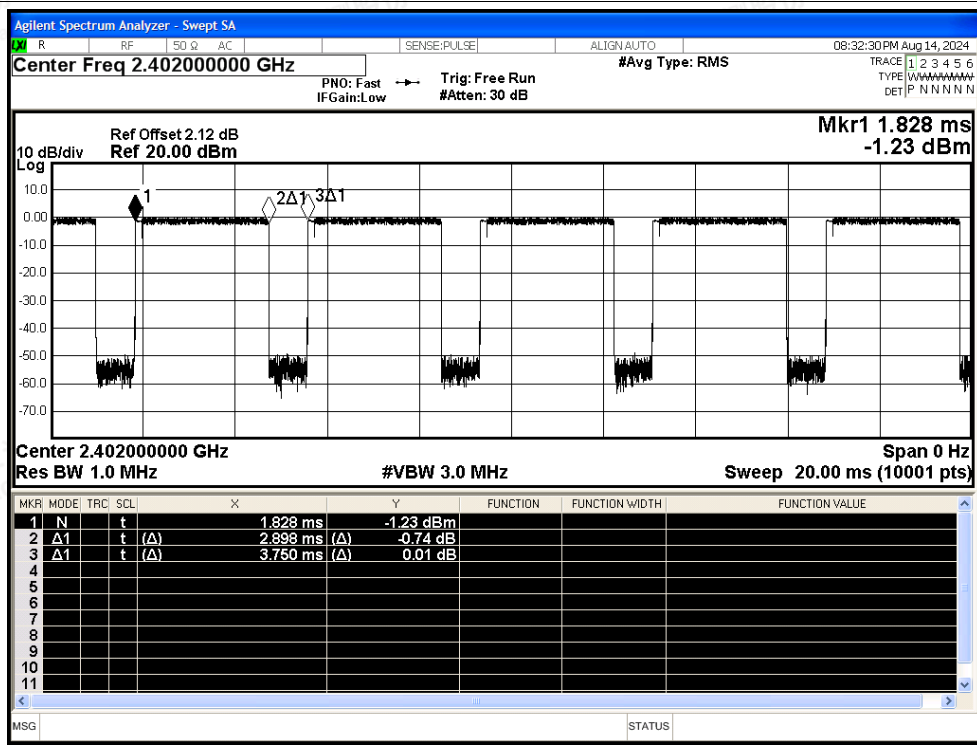 Agilent Spectrum Analyzer - Swept SA
LXI R RF 50 Ω AC SENSE:PULSE ALIGN AUTO 08:32:30 PM Aug 14, 2024
Center Freq 2.402000000 GHz
PNO: Fast
IFGain:Low
Trig: Free Run
#Atten: 30 dB
#Avg Type: RMS
TRACE 1 2 3 4 5 6
TYPE
DET P N N N N N
Mkr1 1.828 ms
-1.23 dBm
Ref Offset 2.12 dB
10 dB/div Ref 20.00 dBm
Log
10.0
0.00
-10.0
-20.0
-30.0
-40.0
-50.0
-60.0
-70.0
1 2Δ1 3Δ1
Center 2.402000000 GHz Span 0 Hz
Res BW 1.0 MHz #VBW 3.0 MHz Sweep 20.00 ms (10001 pts)
MKR MODE TRC SCL X Y FUNCTION FUNCTION WIDTH FUNCTION VALUE
1 N t 1.828 ms -1.23 dBm
2 Δ1 t (Δ) 2.898 ms (Δ) -0.74 dB
3 Δ1 t (Δ) 3.750 ms (Δ) 0.01 dB
4
5
6
7
8
9
10
11
MSG STATUS